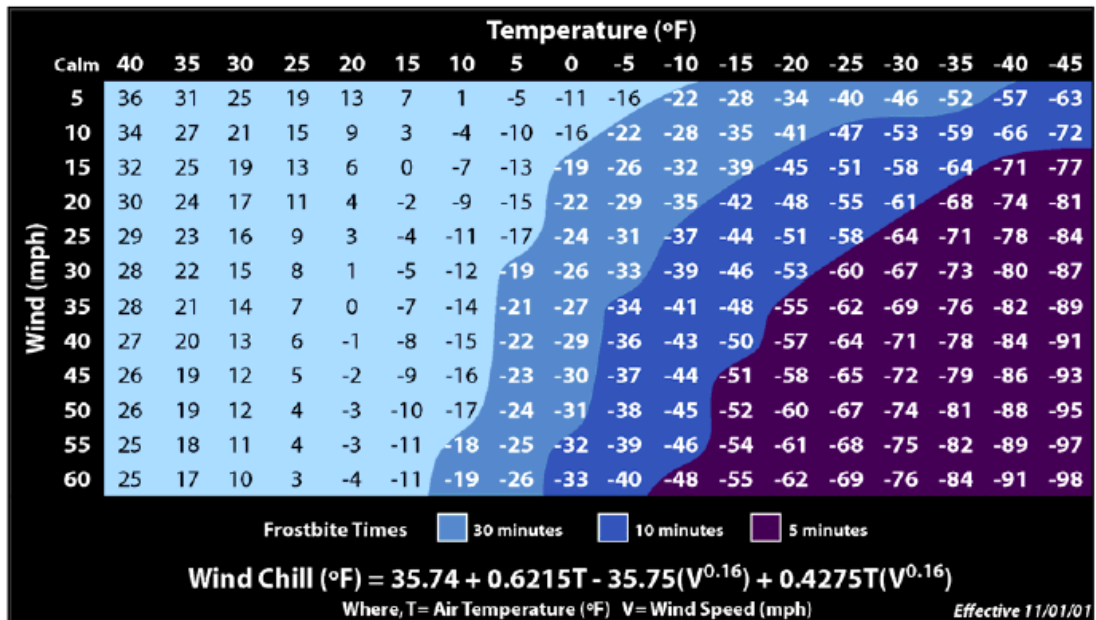 Temperature (°F)
Calm 40 35 30 25 20 15 10 5 0 -5 -10 -15 -20 -25 -30 -35 -40 -45
5 36 31 25 19 13 7 1 -5 -11 -16 -22 -28 -34 -40 -46 -52 -57 -63
10 34 27 21 15 9 3 -4 -10 -16 -22 -28 -35 -41 -47 -53 -59 -66 -72
15 32 25 19 13 6 0 -7 -13 -19 -26 -32 -39 -45 -51 -58 -64 -71 -77
20 30 24 17 11 4 -2 -9 -15 -22 -29 -35 -42 -48 -55 -61 -68 -74 -81
25 29 23 16 9 3 -4 -11 -17 -24 -31 -37 -44 -51 -58 -64 -71 -78 -84
30 28 22 15 8 1 -5 -12 -19 -26 -33 -39 -46 -53 -60 -67 -73 -80 -87
35 28 21 14 7 0 -7 -14 -21 -27 -34 -41 -48 -55 -62 -69 -76 -82 -89
40 27 20 13 6 -1 -8 -15 -22 -29 -36 -43 -50 -57 -64 -71 -78 -84 -91
45 26 19 12 5 -2 -9 -16 -23 -30 -37 -44 -51 -58 -65 -72 -79 -86 -93
50 26 19 12 4 -3 -10 -17 -24 -31 -38 -45 -52 -60 -67 -74 -81 -88 -95
55 25 18 11 4 -3 -11 -18 -25 -32 -39 -46 -54 -61 -68 -75 -82 -89 -97
60 25 17 10 3 -4 -11 -19 -26 -33 -40 -48 -55 -62 -69 -76 -84 -91 -98
Wind (mph)
Frostbite Times 30 minutes 10 minutes 5 minutes
Wind Chill (°F) = 35.74 + 0.6215T - 35.75(V^0.16) + 0.4275T(V^0.16)
Where, T= Air Temperature (°F) V= Wind Speed (mph) Effective 11/01/01